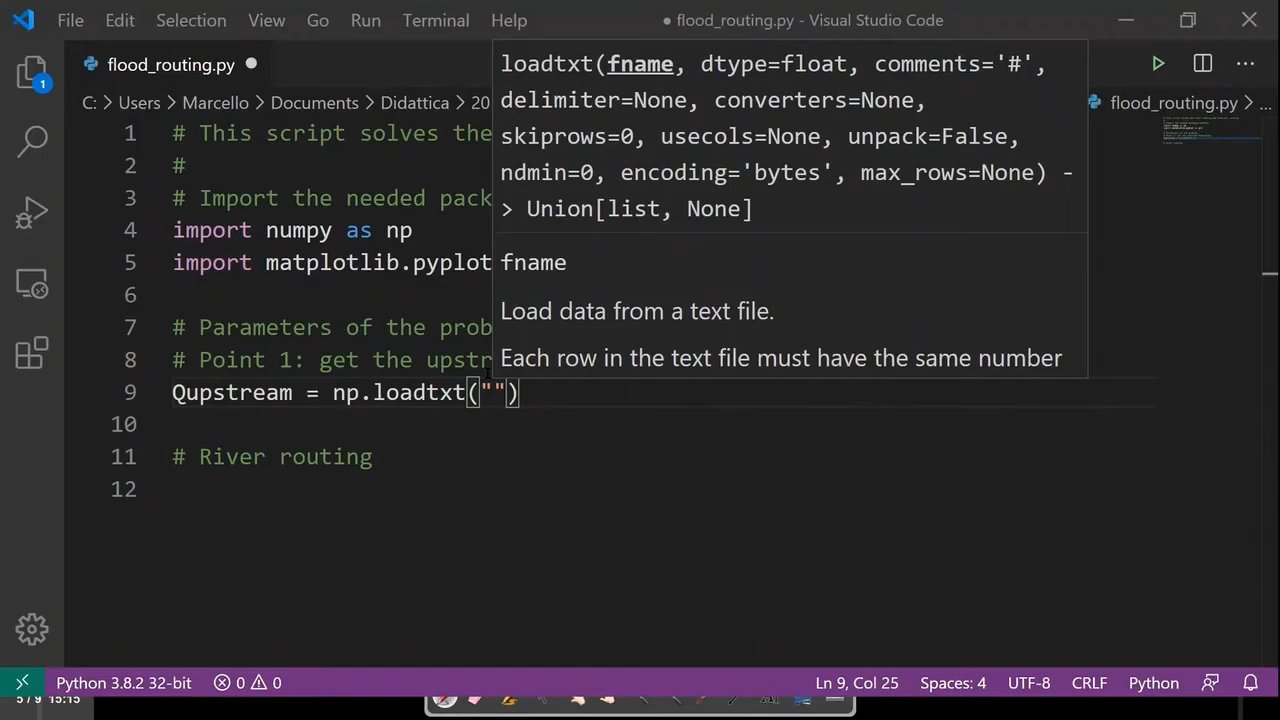 File Edit Selection View Go Run Terminal Help ● flood_routing.py - Visual Studio Code
flood_routing.py ●
C: > Users > Marcello > Documents > Didattica > 20
flood_routing.py > ...
1
loadtxt(fname, dtype=float, comments='#',
delimiter=None, converters=None,
skiprows=0, usecols=None, unpack=False,
ndmin=0, encoding='bytes', max_rows=None) -
> Union[list, None]
fname
Load data from a text file.
Each row in the text file must have the same number
1 # This script solves the
2 #
3 # Import the needed pack
4 import numpy as np
5 import matplotlib.pyplot
6
7 # Parameters of the prob
8 # Point 1: get the upstr
9 Qupstream = np.loadtxt("")
10
11 # River routing
12
Python 3.8.2 32-bit 0 0 Ln 9, Col 25 Spaces: 4 UTF-8 CRLF Python
5 / 9 15:15